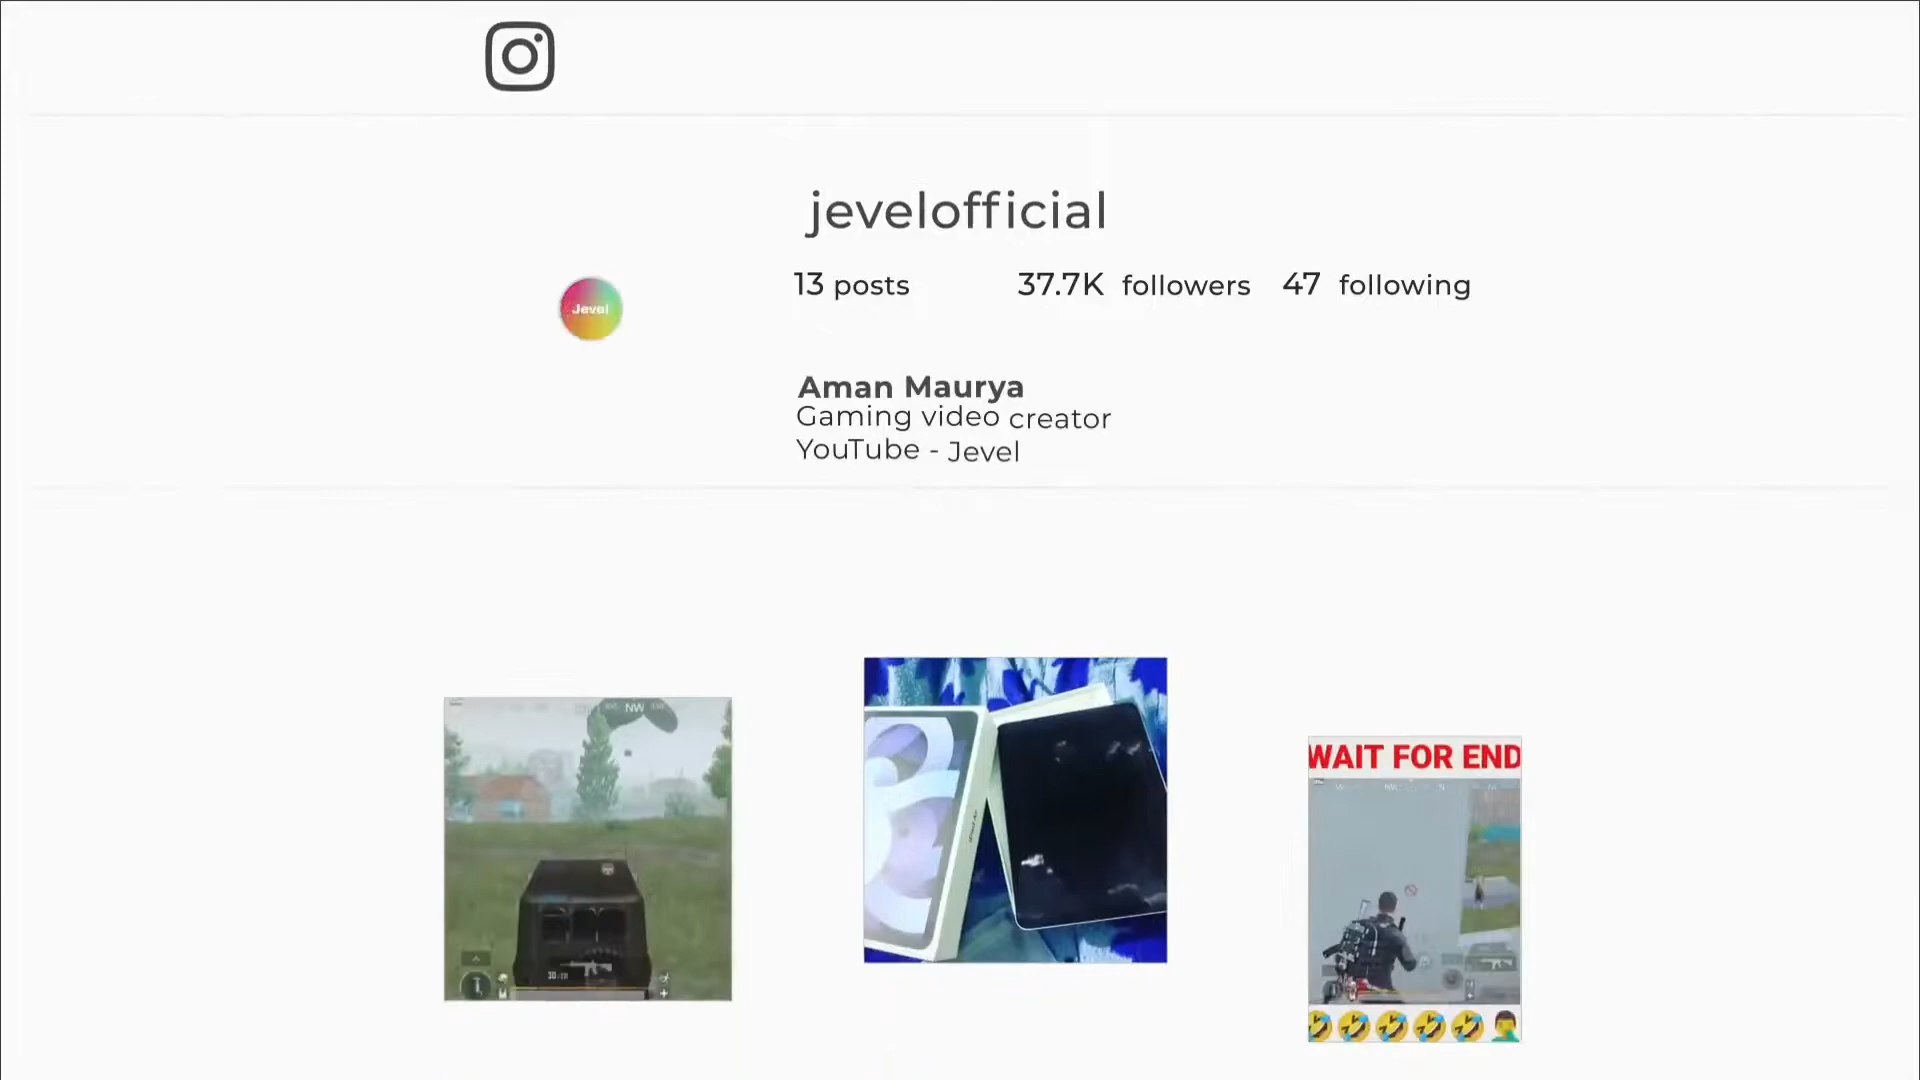 jevelofficial
13 posts 37.7K followers 47 following
Jevel
Aman Maurya
Gaming video creator
YouTube - Jevel
NW
WAIT FOR END